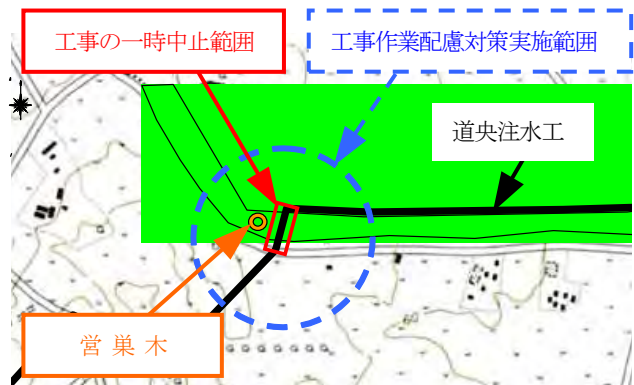 工事の一時中止範囲
工事作業配慮対策実施範囲
道央注水工
営巣木